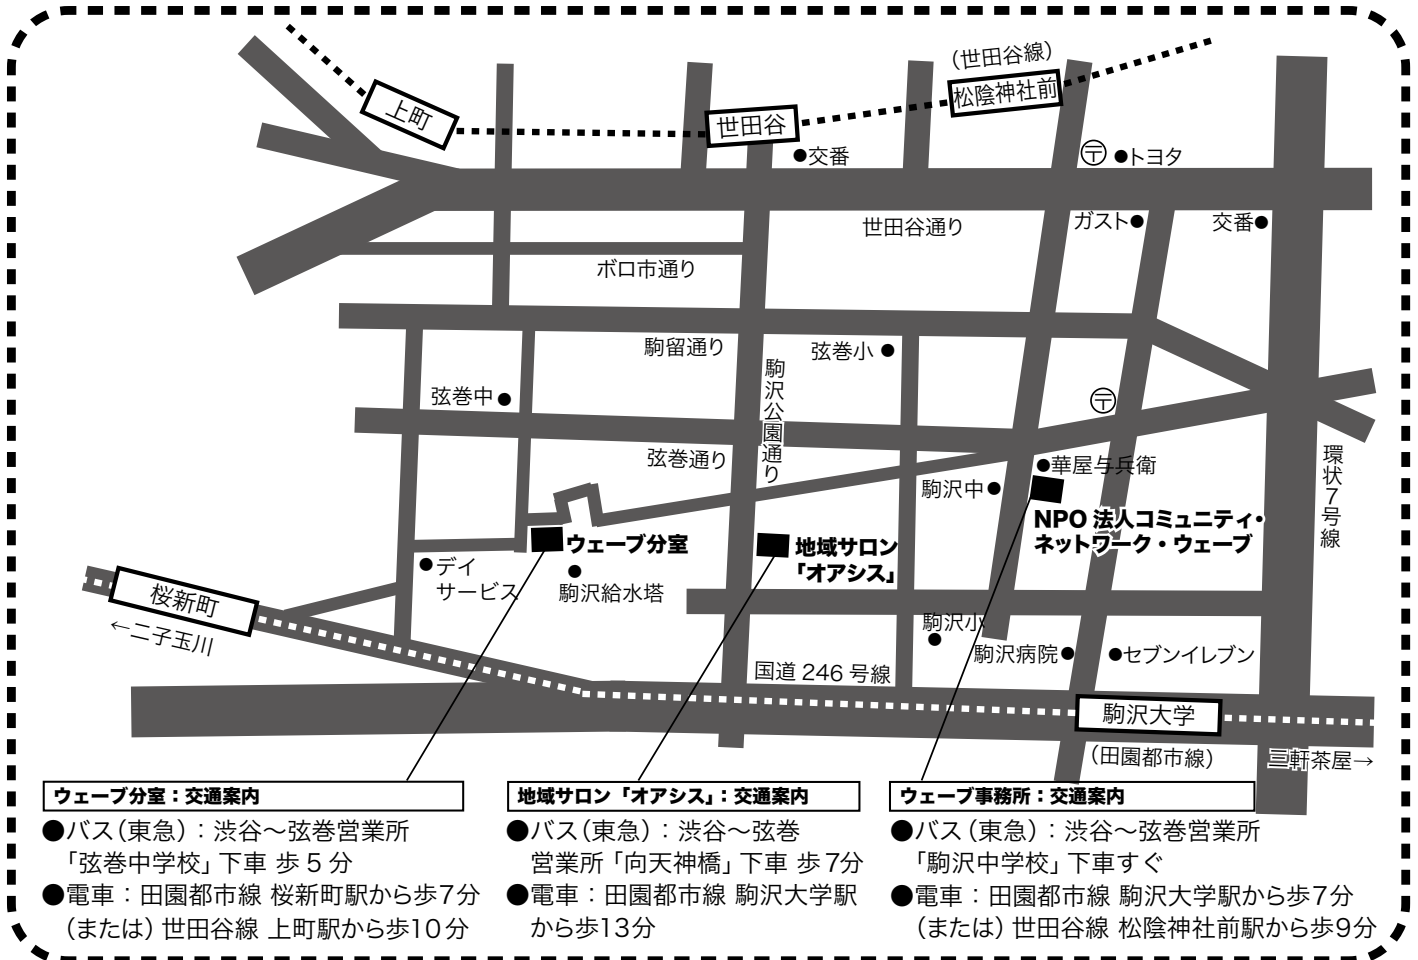 （世田谷線）
上町
世田谷
松陰神社前
●交番
〒
●トヨタ
世田谷通り
ガスト●
交番●
ボロ市通り
駒留通り
弦巻小 ●
駒沢公園通り
弦巻中 ●
〒
弦巻通り
環状7号線
●華屋与兵衛
駒沢中●
NPO 法人コミュニティ・
ネットワーク・ウェーブ
ウェーブ分室
地域サロン
「オアシス」
●デイ
サービス
●
駒沢給水塔
桜新町
←二子玉川
駒沢小
●
駒沢病院●
●セブンイレブン
国道 246 号線
駒沢大学
（田園都市線）
三軒茶屋→
ウェーブ分室：交通案内
●バス（東急）：渋谷〜弦巻営業所
「弦巻中学校」下車 歩 5 分
●電車：田園都市線 桜新町駅から歩7分
（または）世田谷線 上町駅から歩10分
地域サロン「オアシス」：交通案内
●バス（東急）：渋谷〜弦巻
営業所「向天神橋」下車 歩 7分
●電車：田園都市線 駒沢大学駅
から歩13分
ウェーブ事務所：交通案内
●バス（東急）：渋谷〜弦巻営業所
「駒沢中学校」下車すぐ
●電車：田園都市線 駒沢大学駅から歩7分
（または）世田谷線 松陰神社前駅から歩9分